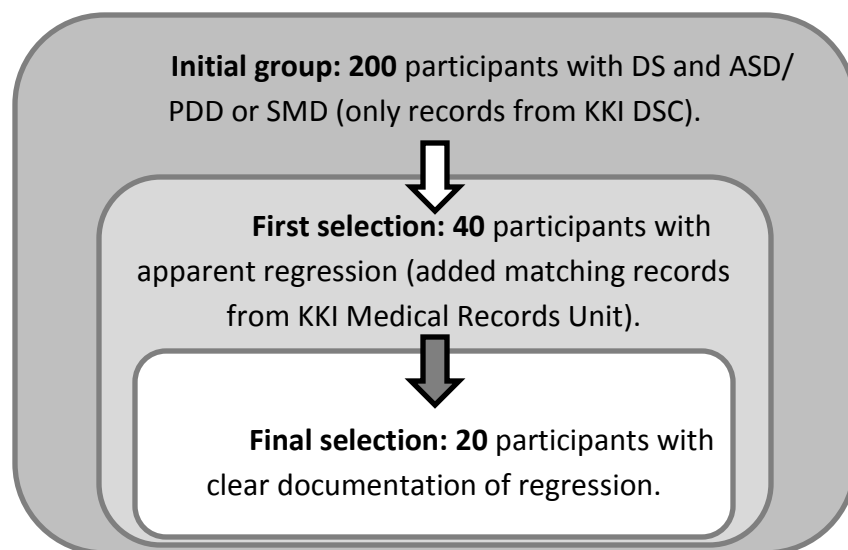 Initial group: 200 participants with DS and ASD/
PDD or SMD (only records from KKI DSC).
First selection: 40 participants with
apparent regression (added matching records
from KKI Medical Records Unit).
Final selection: 20 participants with
clear documentation of regression.